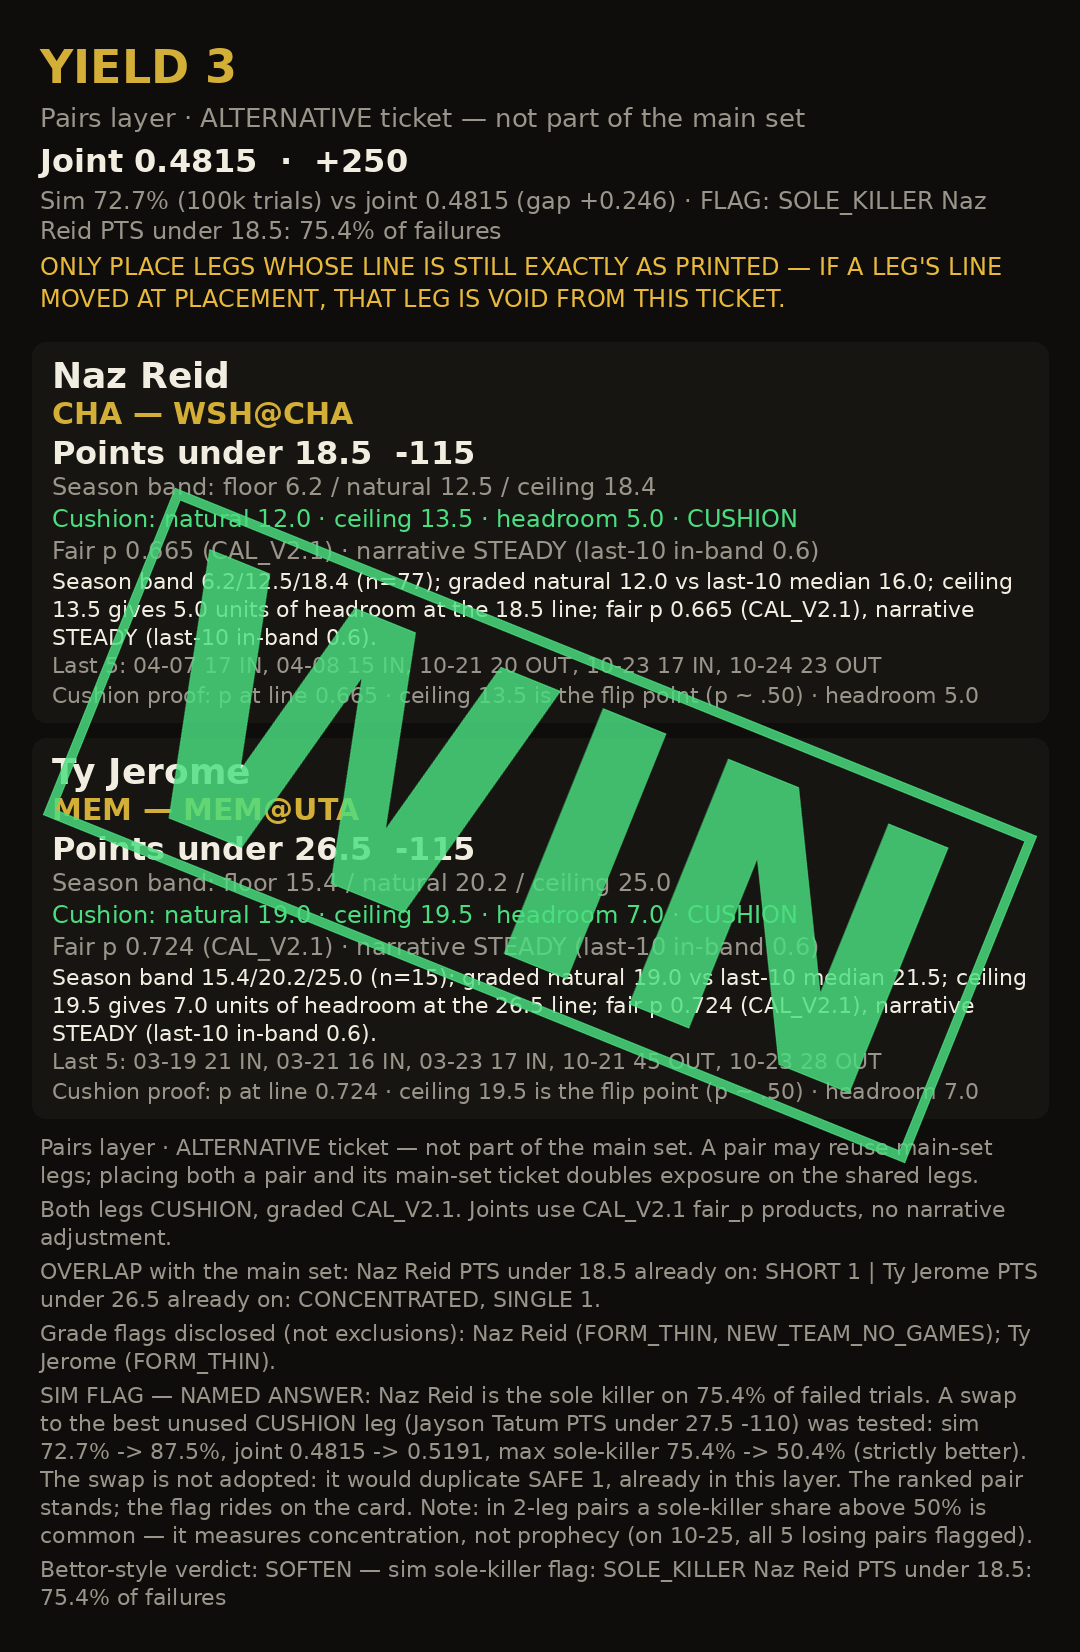 YIELD 3
Pairs layer · ALTERNATIVE ticket — not part of the main set
Joint 0.4815 · +250
Sim 72.7% (100k trials) vs joint 0.4815 (gap +0.246) · FLAG: SOLE_KILLER Naz
Reid PTS under 18.5: 75.4% of failures
ONLY PLACE LEGS WHOSE LINE IS STILL EXACTLY AS PRINTED — IF A LEG'S LINE
MOVED AT PLACEMENT, THAT LEG IS VOID FROM THIS TICKET.
Naz Reid
CHA — WSH@CHA
Points under 18.5 -115
Season band: floor 6.2 / natural 12.5 / ceiling 18.4
Cushion: natural 12.0 · ceiling 13.5 · headroom 5.0 · CUSHION
Fair p 0.665 (CAL_V2.1) · narrative STEADY (last-10 in-band 0.6)
Season band 6.2/12.5/18.4 (n=77); graded natural 12.0 vs last-10 median 16.0; ceiling
13.5 gives 5.0 units of headroom at the 18.5 line; fair p 0.665 (CAL_V2.1), narrative
STEADY (last-10 in-band 0.6).
Last 5: 04-07 17 IN, 04-08 15 IN, 10-21 20 OUT, 10-23 17 IN, 10-24 23 OUT
Cushion proof: p at line 0.665 · ceiling 13.5 is the flip point (p ~ .50) · headroom 5.0
Ty Jerome
MEM — MEM@UTA
Points under 26.5 -115
Season band: floor 15.4 / natural 20.2 / ceiling 25.0
Cushion: natural 19.0 · ceiling 19.5 · headroom 7.0 · CUSHION
Fair p 0.724 (CAL_V2.1) · narrative STEADY (last-10 in-band 0.6)
Season band 15.4/20.2/25.0 (n=15); graded natural 19.0 vs last-10 median 21.5; ceiling
19.5 gives 7.0 units of headroom at the 26.5 line; fair p 0.724 (CAL_V2.1), narrative
STEADY (last-10 in-band 0.6).
Last 5: 03-19 21 IN, 03-21 16 IN, 03-23 17 IN, 10-21 45 OUT, 10-23 28 OUT
Cushion proof: p at line 0.724 · ceiling 19.5 is the flip point (p ~ .50) · headroom 7.0
WIN
Pairs layer · ALTERNATIVE ticket — not part of the main set. A pair may reuse main-set
legs; placing both a pair and its main-set ticket doubles exposure on the shared legs.
Both legs CUSHION, graded CAL_V2.1. Joints use CAL_V2.1 fair_p products, no narrative
adjustment.
OVERLAP with the main set: Naz Reid PTS under 18.5 already on: SHORT 1 | Ty Jerome PTS
under 26.5 already on: CONCENTRATED, SINGLE 1.
Grade flags disclosed (not exclusions): Naz Reid (FORM_THIN, NEW_TEAM_NO_GAMES); Ty
Jerome (FORM_THIN).
SIM FLAG — NAMED ANSWER: Naz Reid is the sole killer on 75.4% of failed trials. A swap
to the best unused CUSHION leg (Jayson Tatum PTS under 27.5 -110) was tested: sim
72.7% -> 87.5%, joint 0.4815 -> 0.5191, max sole-killer 75.4% -> 50.4% (strictly better).
The swap is not adopted: it would duplicate SAFE 1, already in this layer. The ranked pair
stands; the flag rides on the card. Note: in 2-leg pairs a sole-killer share above 50% is
common — it measures concentration, not prophecy (on 10-25, all 5 losing pairs flagged).
Bettor-style verdict: SOFTEN — sim sole-killer flag: SOLE_KILLER Naz Reid PTS under 18.5:
75.4% of failures